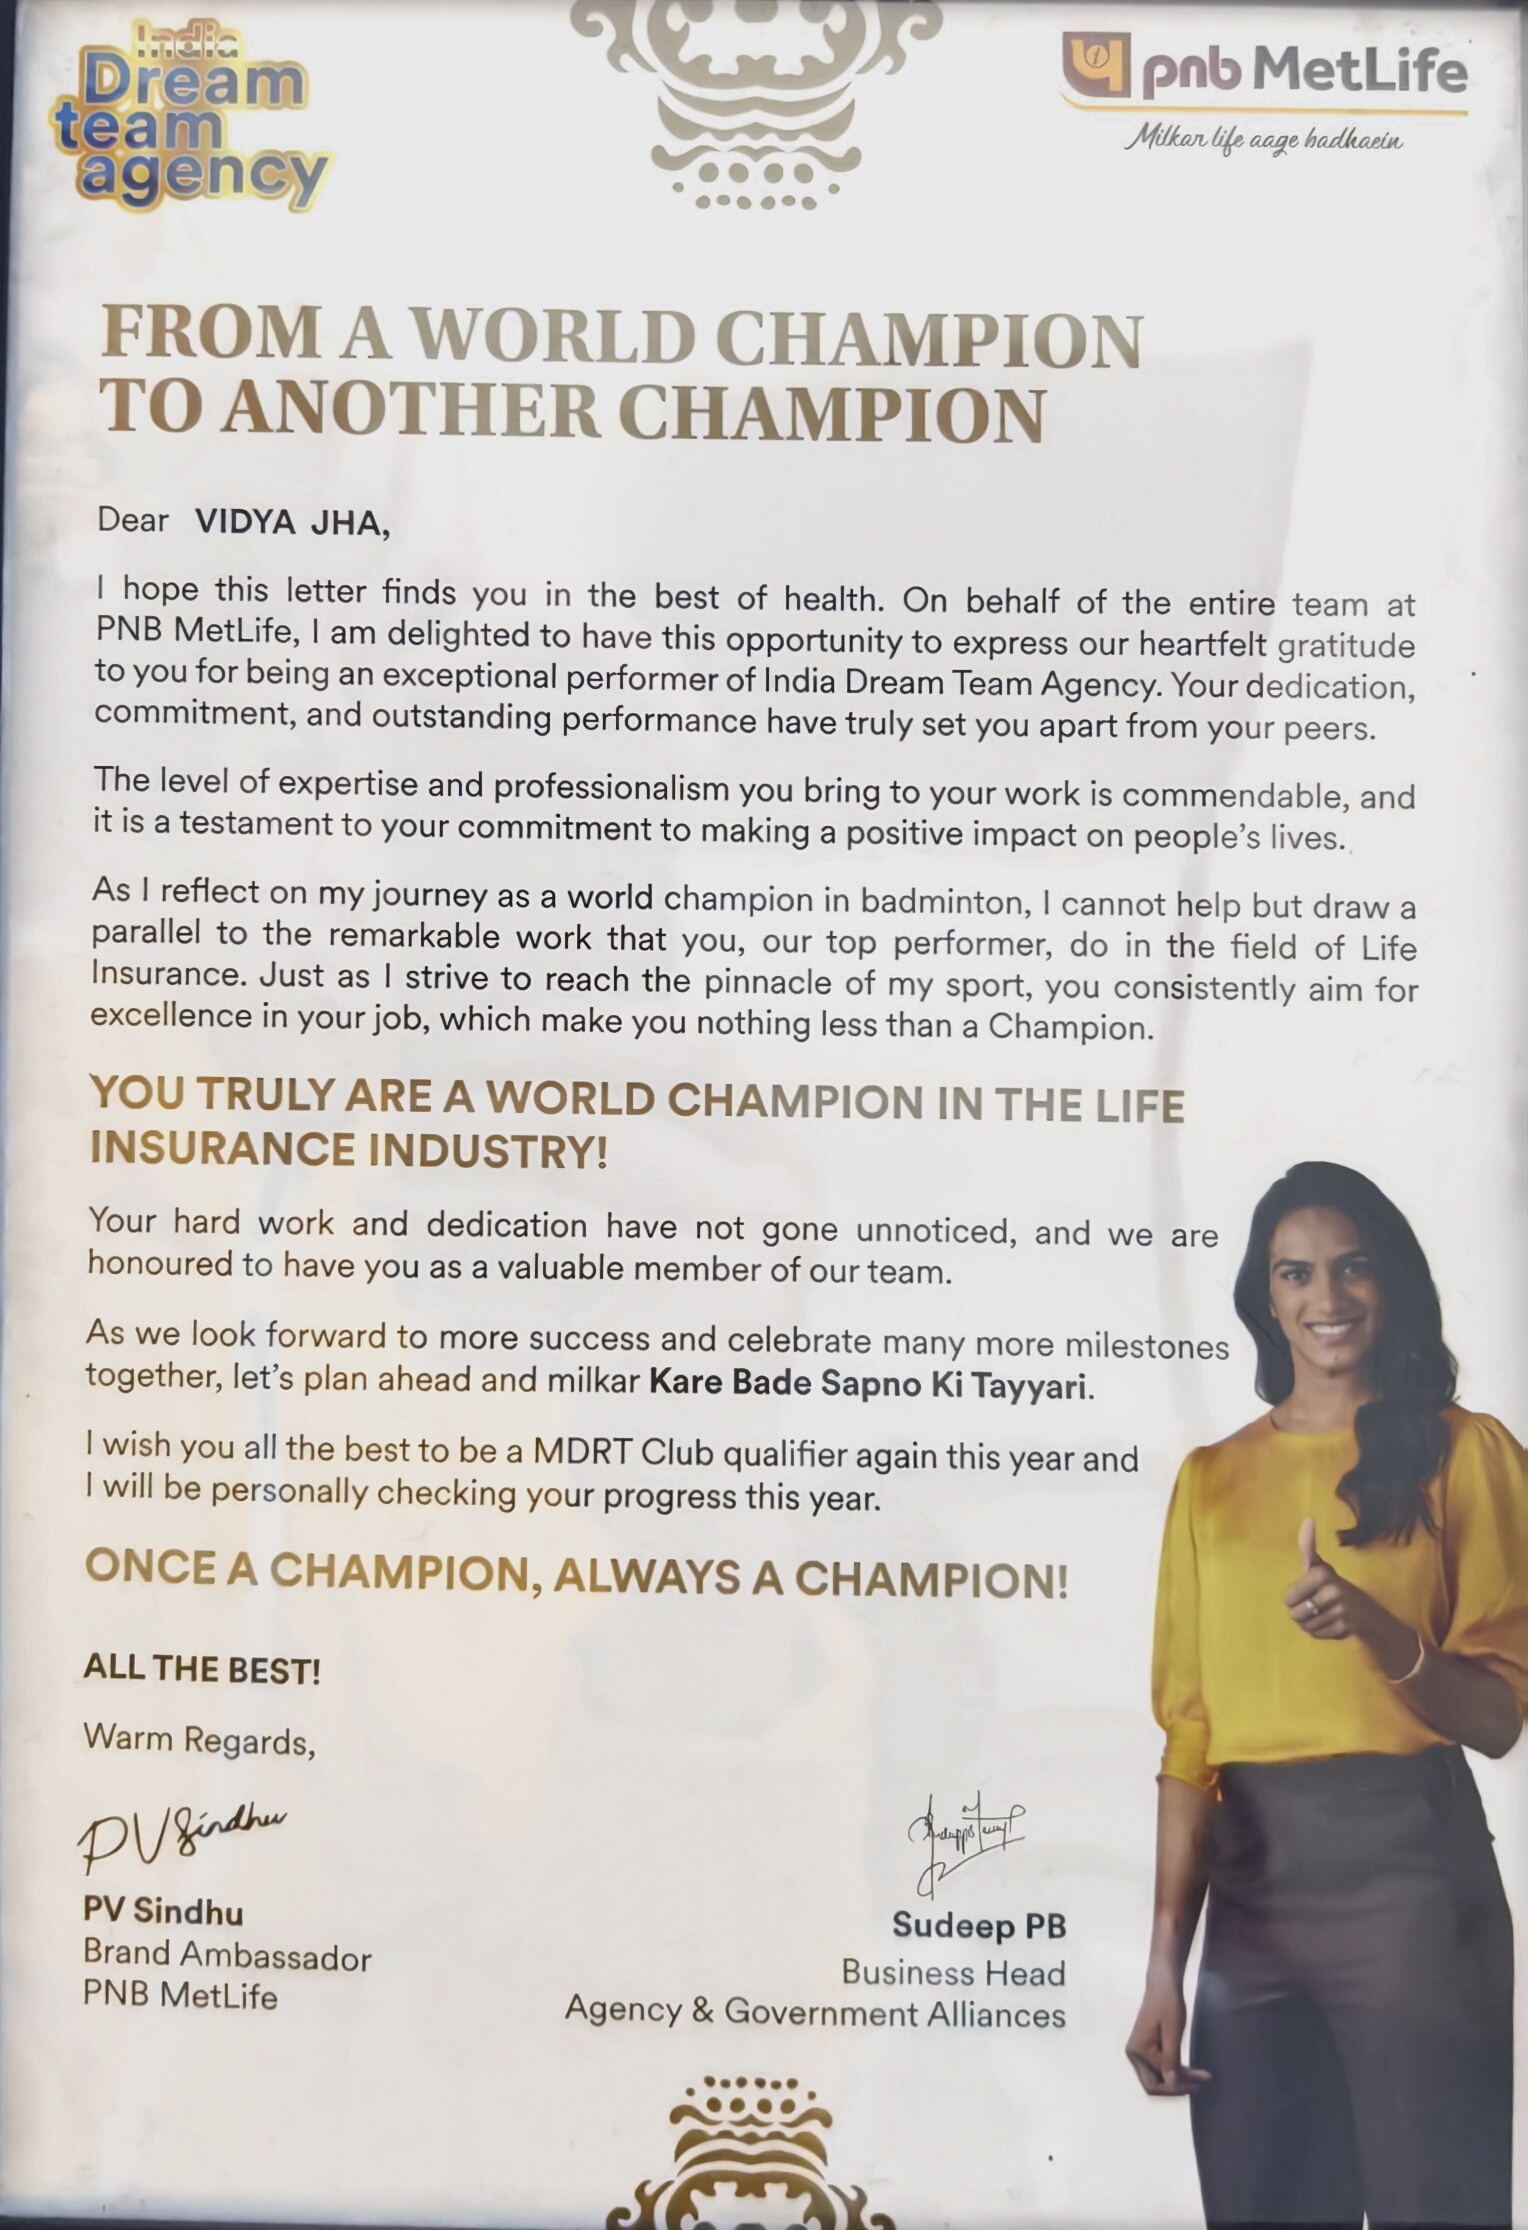 India
Dream
team
agency
pnb MetLife
Milkar life aage badhaein
FROM A WORLD CHAMPION
TO ANOTHER CHAMPION
Dear VIDYA JHA,
I hope this letter finds you in the best of health. On behalf of the entire team at
PNB MetLife, I am delighted to have this opportunity to express our heartfelt gratitude
to you for being an exceptional performer of India Dream Team Agency. Your dedication,
commitment, and outstanding performance have truly set you apart from your peers.
The level of expertise and professionalism you bring to your work is commendable, and
it is a testament to your commitment to making a positive impact on people's lives.
As I reflect on my journey as a world champion in badminton, I cannot help but draw a
parallel to the remarkable work that you, our top performer, do in the field of Life
Insurance. Just as I strive to reach the pinnacle of my sport, you consistently aim for
excellence in your job, which make you nothing less than a Champion.
YOU TRULY ARE A WORLD CHAMPION IN THE LIFE
INSURANCE INDUSTRY!
Your hard work and dedication have not gone unnoticed, and we are
honoured to have you as a valuable member of our team.
As we look forward to more success and celebrate many more milestones
together, let's plan ahead and milkar Kare Bade Sapno Ki Tayyari.
I wish you all the best to be a MDRT Club qualifier again this year and
I will be personally checking your progress this year.
ONCE A CHAMPION, ALWAYS A CHAMPION!
ALL THE BEST!
Warm Regards,
PV Sindhu
PV Sindhu
Brand Ambassador
PNB MetLife
Sudeep PB
Business Head
Agency & Government Alliances